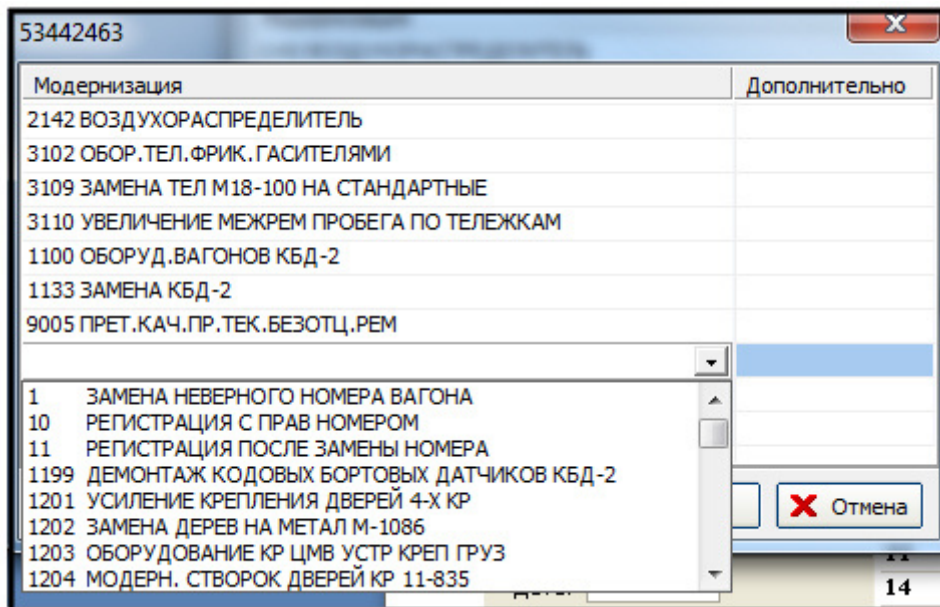 53442463
Модернизация Дополнительно
2142 ВОЗДУХОРАСПРЕДЕЛИТЕЛЬ
3102 ОБОР.ТЕЛ.ФРИК.ГАСИТЕЛЯМИ
3109 ЗАМЕНА ТЕЛ М18-100 НА СТАНДАРТНЫЕ
3110 УВЕЛИЧЕНИЕ МЕЖРЕМ ПРОБЕГА ПО ТЕЛЕЖКАМ
1100 ОБОРУД.ВАГОНОВ КБД-2
1133 ЗАМЕНА КБД-2
9005 ПРЕТ.КАЧ.ПР.ТЕК.БЕЗОТЦ.РЕМ
1 ЗАМЕНА НЕВЕРНОГО НОМЕРА ВАГОНА
10 РЕГИСТРАЦИЯ С ПРАВ НОМЕРОМ
11 РЕГИСТРАЦИЯ ПОСЛЕ ЗАМЕНЫ НОМЕРА
1199 ДЕМОНТАЖ КОДОВЫХ БОРТОВЫХ ДАТЧИКОВ КБД-2
1201 УСИЛЕНИЕ КРЕПЛЕНИЯ ДВЕРЕЙ 4-Х КР
1202 ЗАМЕНА ДЕРЕВ НА МЕТАЛ М-1086
1203 ОБОРУДОВАНИЕ КР ЦМВ УСТР КРЕП ГРУЗ
1204 МОДЕРН. СТВОРОК ДВЕРЕЙ КР 11-835
Отмена
14